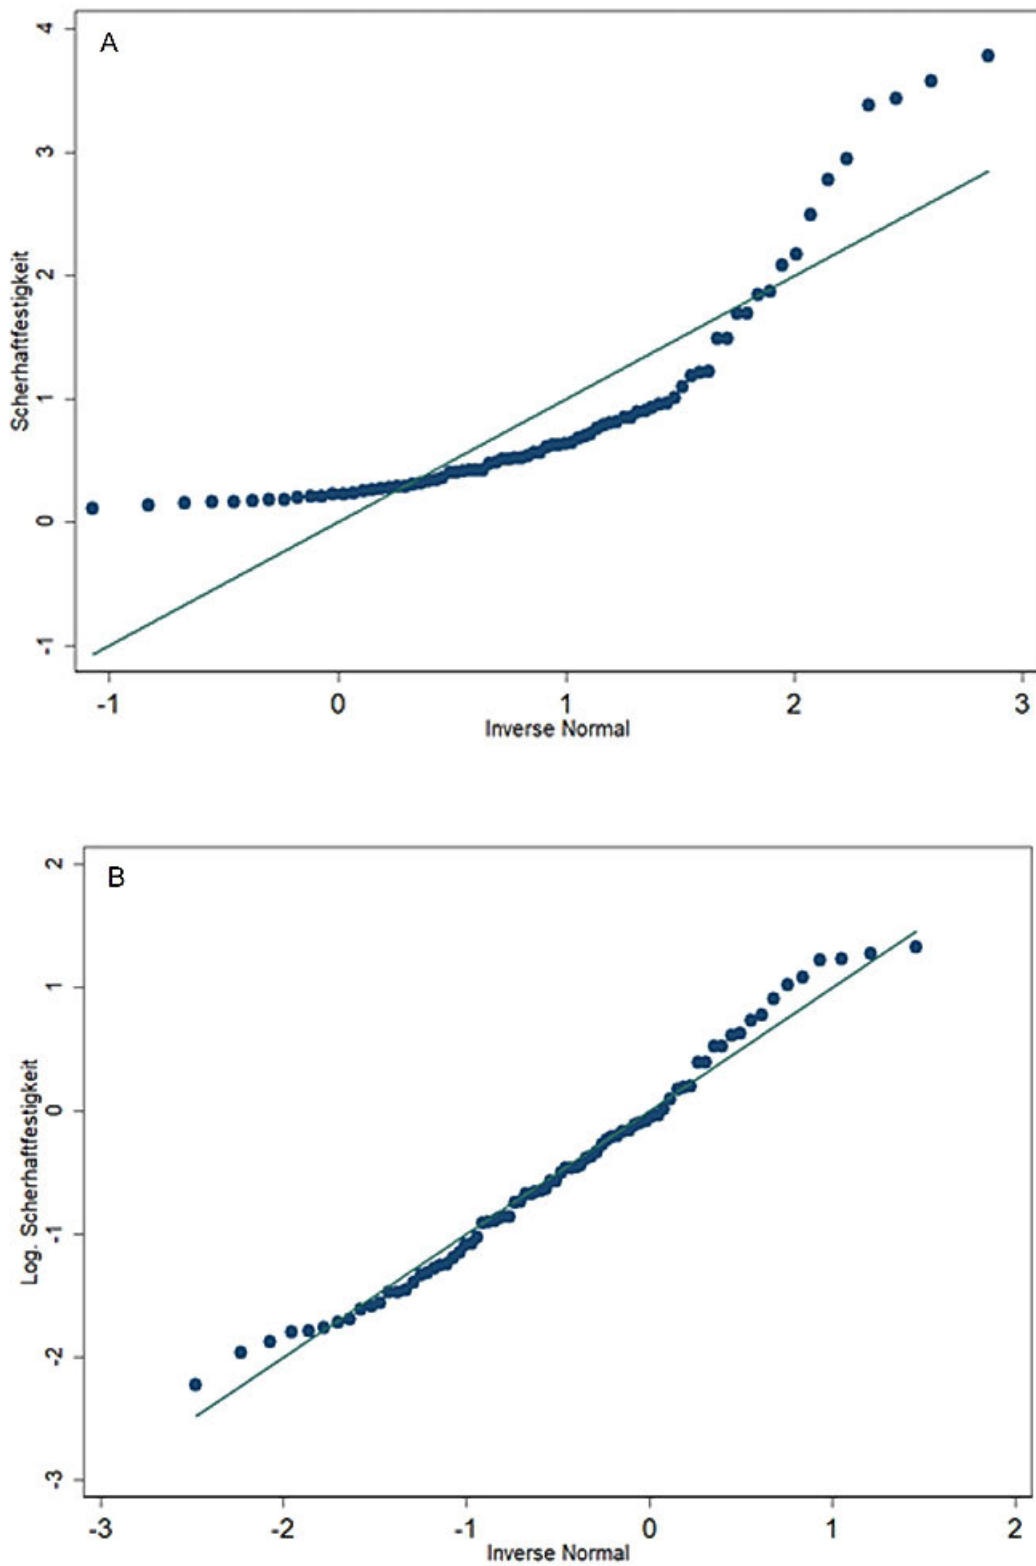 A
4
3
2
1
0
-1
Scherhaftfestigkeit
-1 0 1 2 3
Inverse Normal
B
2
1
0
-1
-2
-3
Log. Scherhaftfestigkeit
-3 -2 -1 0 1 2
Inverse Normal